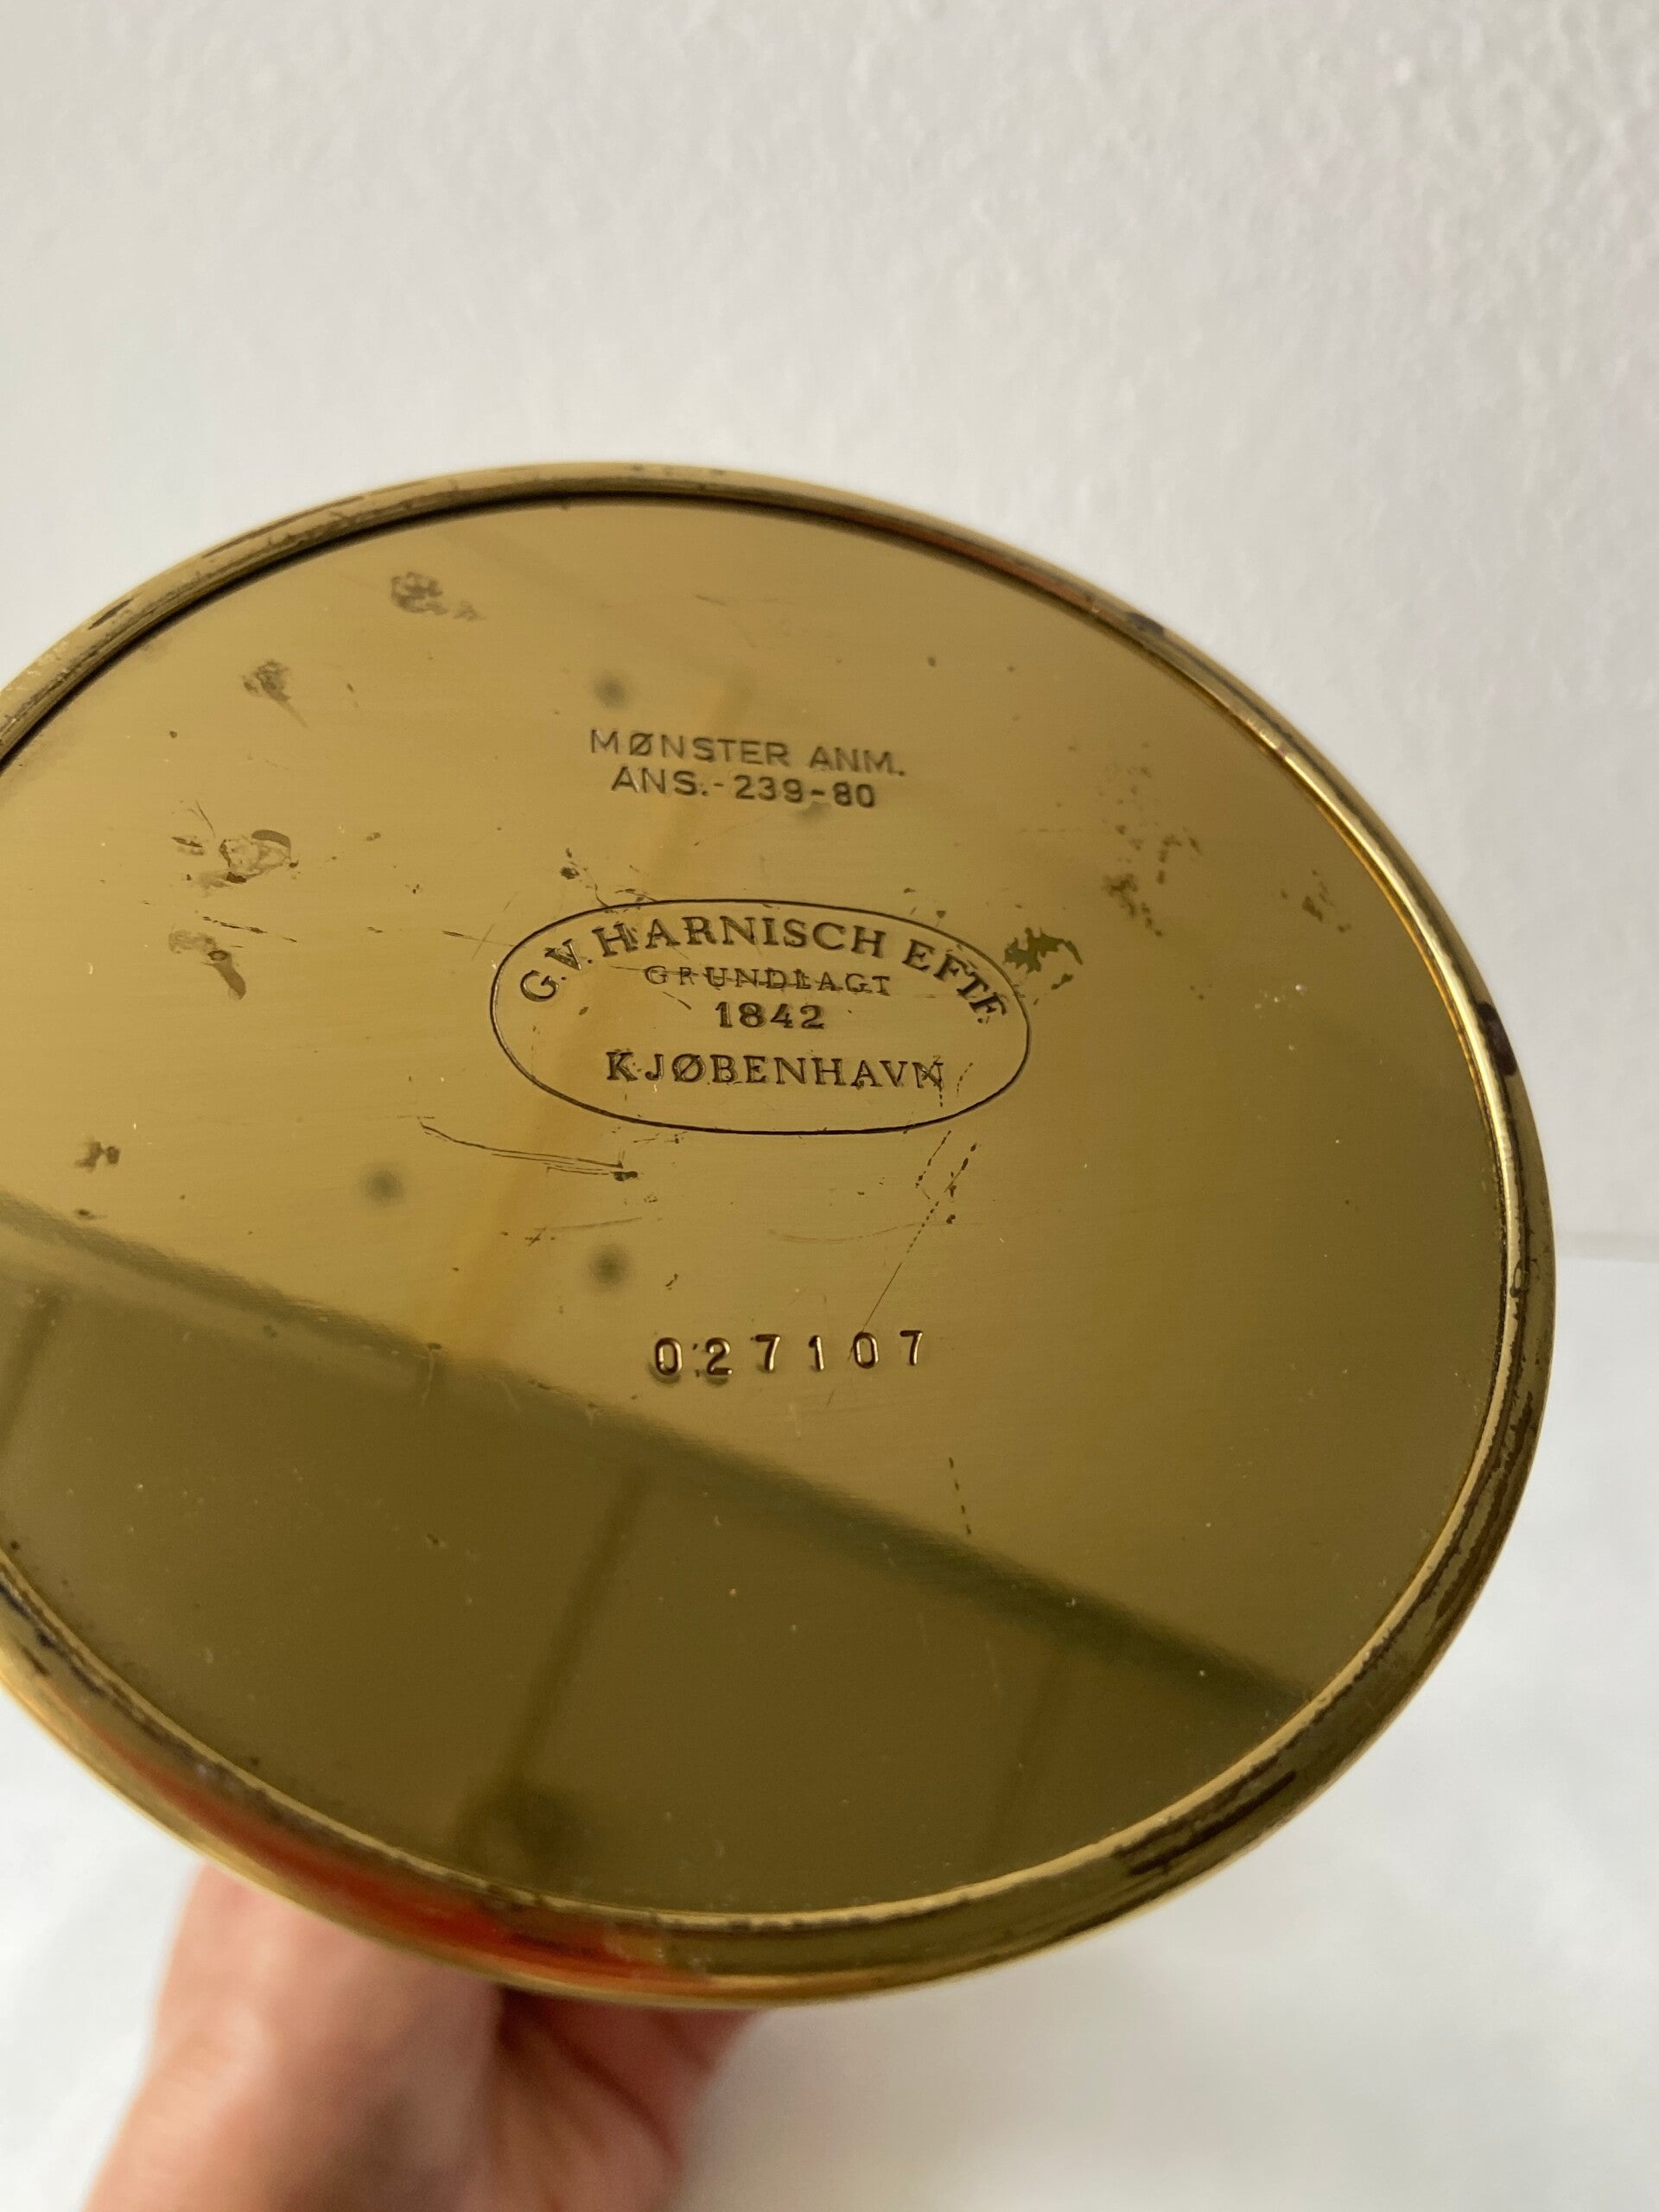 MØNSTER ANM.
ANS.-239-80
G.V. HARNISCH EFTF.
GRUNDLAGT
1842
KJØBENHAVN
027107